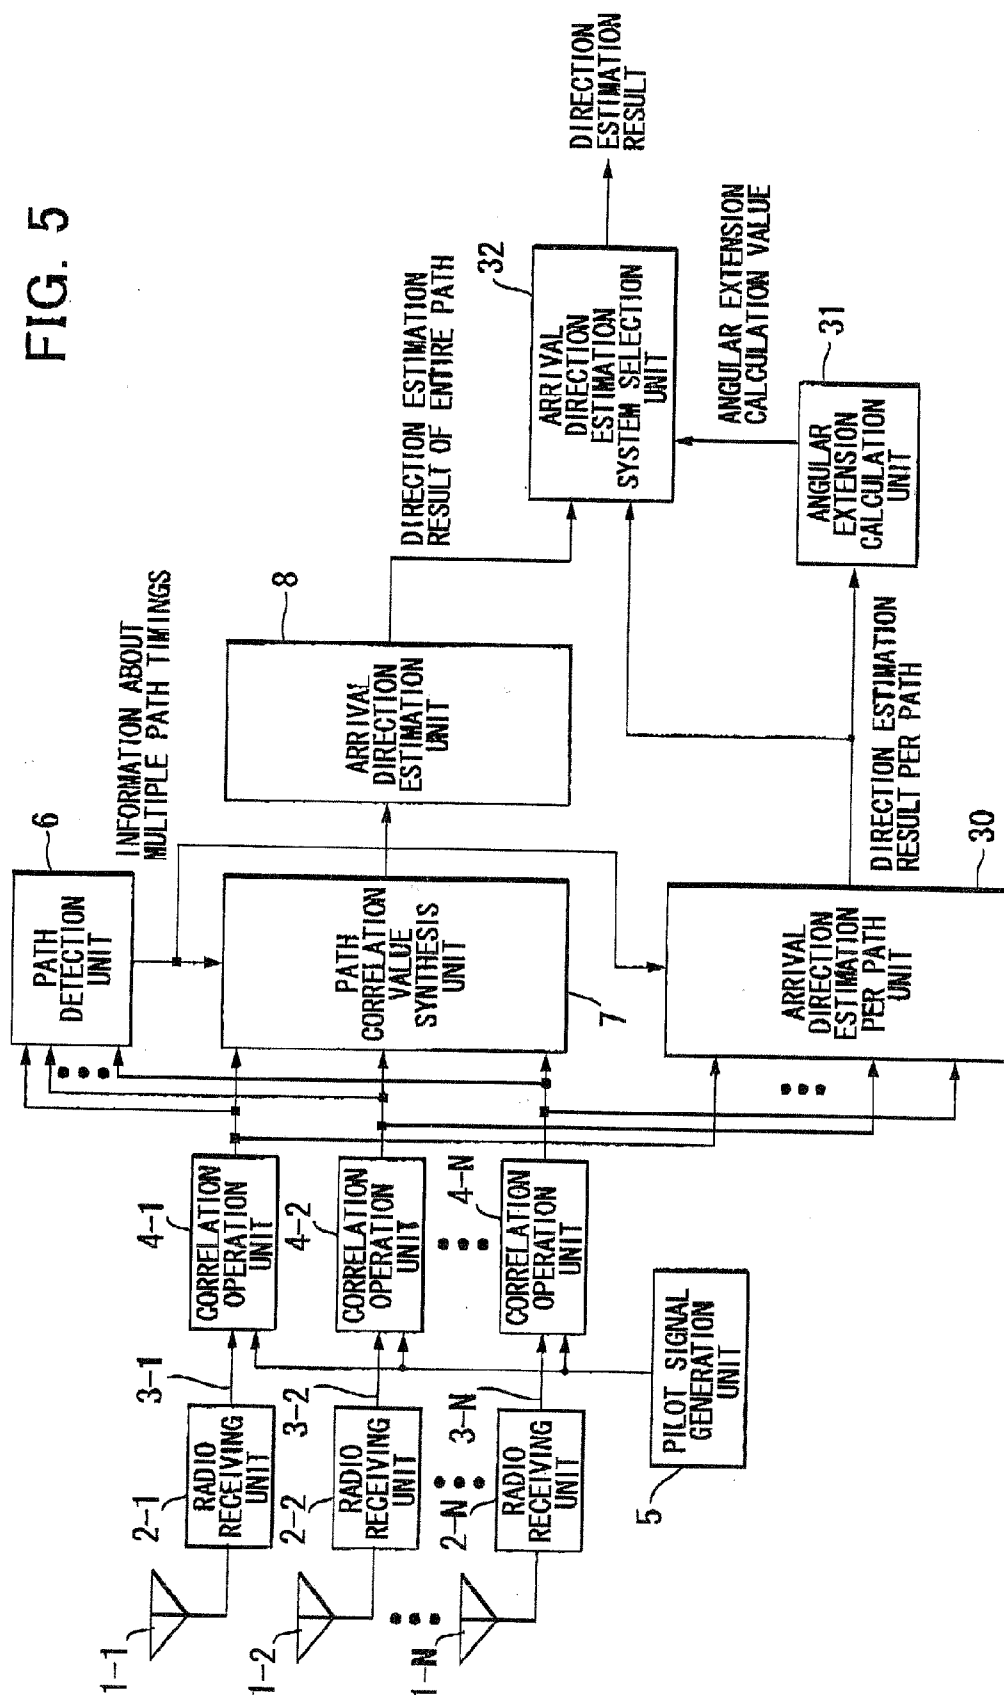 FIG. 5
1-1
1-2
1-N
2-1
RADIO
RECEIVING
UNIT
2-2
RADIO
RECEIVING
UNIT
2-N
RADIO
RECEIVING
UNIT
3-1
3-2
3-N
4-1
CORRELATION
OPERATION
UNIT
4-2
CORRELATION
OPERATION
UNIT
4-N
CORRELATION
OPERATION
UNIT
5
PILOT SIGNAL
GENERATION
UNIT
6
PATH
DETECTION
UNIT
INFORMATION ABOUT
MULTIPLE PATH TIMINGS
PATH
CORRELATION
VALUE
SYNTHESIS
UNIT
7
8
ARRIVAL
DIRECTION
ESTIMATION
UNIT
DIRECTION ESTIMATION
RESULT OF ENTIRE PATH
ARRIVAL
DIRECTION
ESTIMATION
PER PATH
UNIT
30
DIRECTION ESTIMATION
RESULT PER PATH
31
ANGULAR
EXTENSION
CALCULATION
UNIT
ANGULAR EXTENSION
CALCULATION VALUE
32
ARRIVAL
DIRECTION
ESTIMATION
SYSTEM SELECTION
UNIT
DIRECTION
ESTIMATION
RESULT